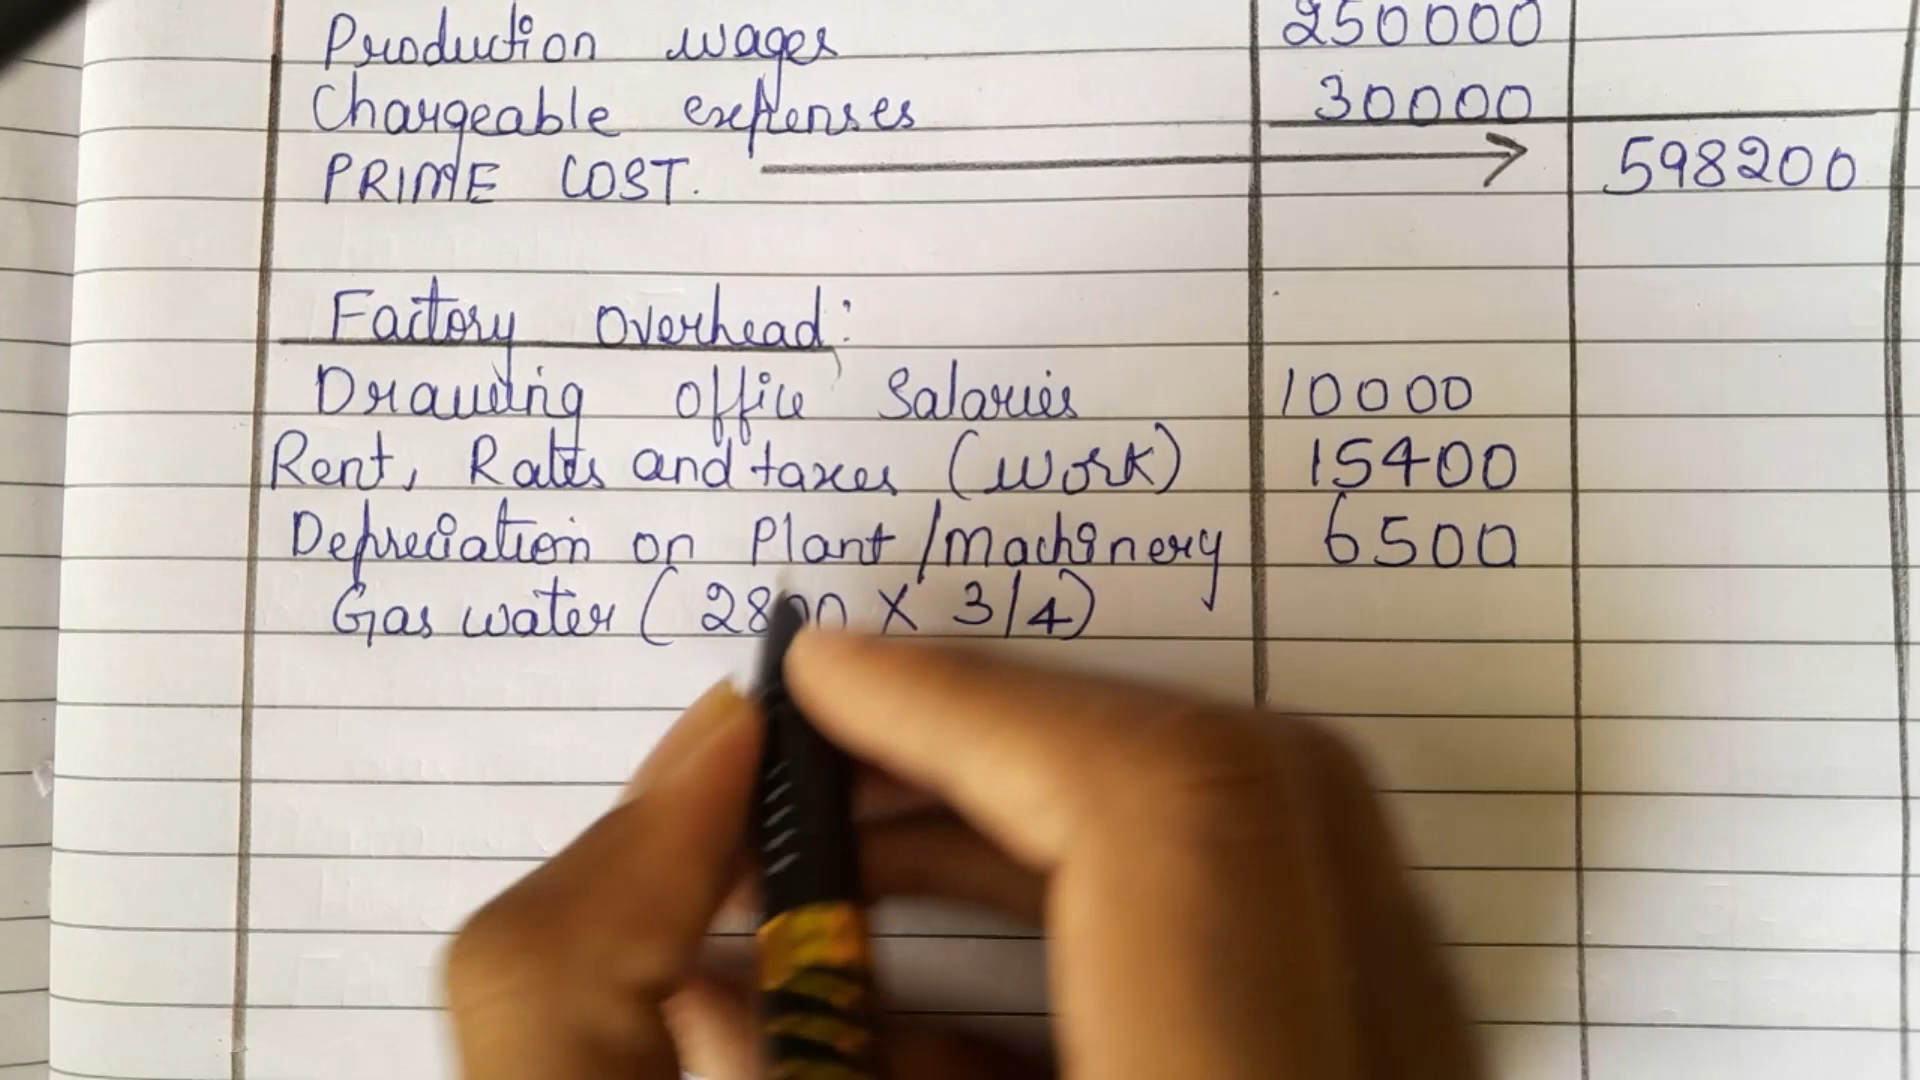 Production wages 250000
Chargeable expenses 30000
PRIME COST. 598200
Factory Overhead:
Drawing office Salaries 10000
Rent, Rates and taxes (work) 15400
Depreciation on Plant/Machinery 6500
Gas water (2800 X 3/4)